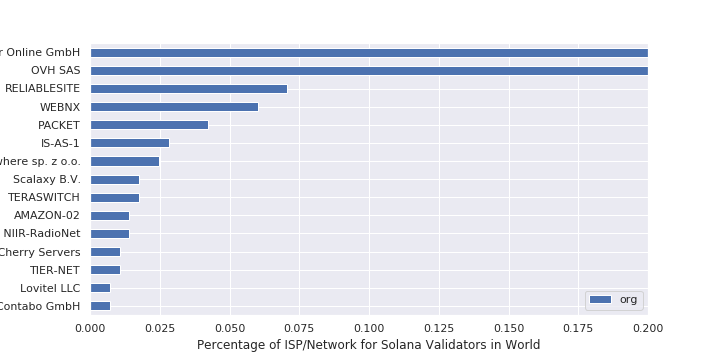 r Online GmbH
OVH SAS
RELIABLESITE
WEBNX
PACKET
IS-AS-1
where sp. z o.o.
Scalaxy B.V.
TERASWITCH
AMAZON-02
NIIR-RadioNet
Cherry Servers
TIER-NET
Lovitel LLC
Contabo GmbH
org
0.000 0.025 0.050 0.075 0.100 0.125 0.150 0.175 0.200
Percentage of ISP/Network for Solana Validators in World